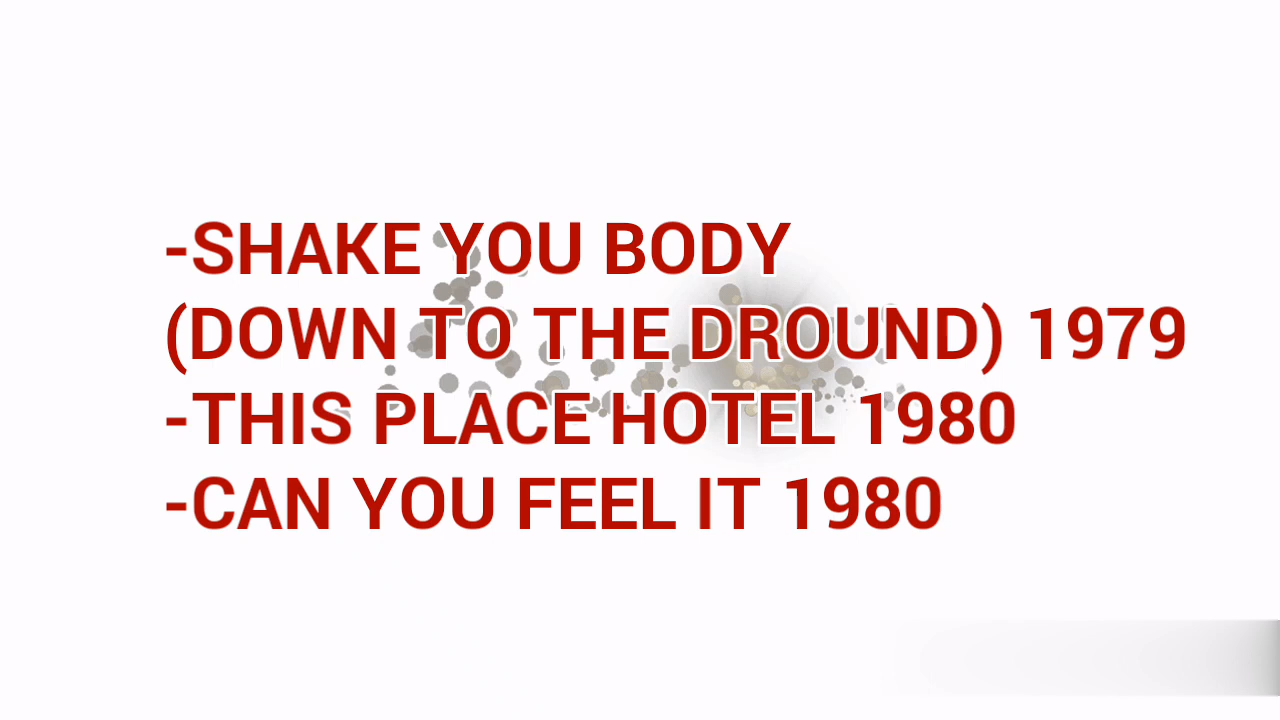 -SHAKE YOU BODY
(DOWN TO THE DROUND) 1979
-THIS PLACE HOTEL 1980
-CAN YOU FEEL IT 1980